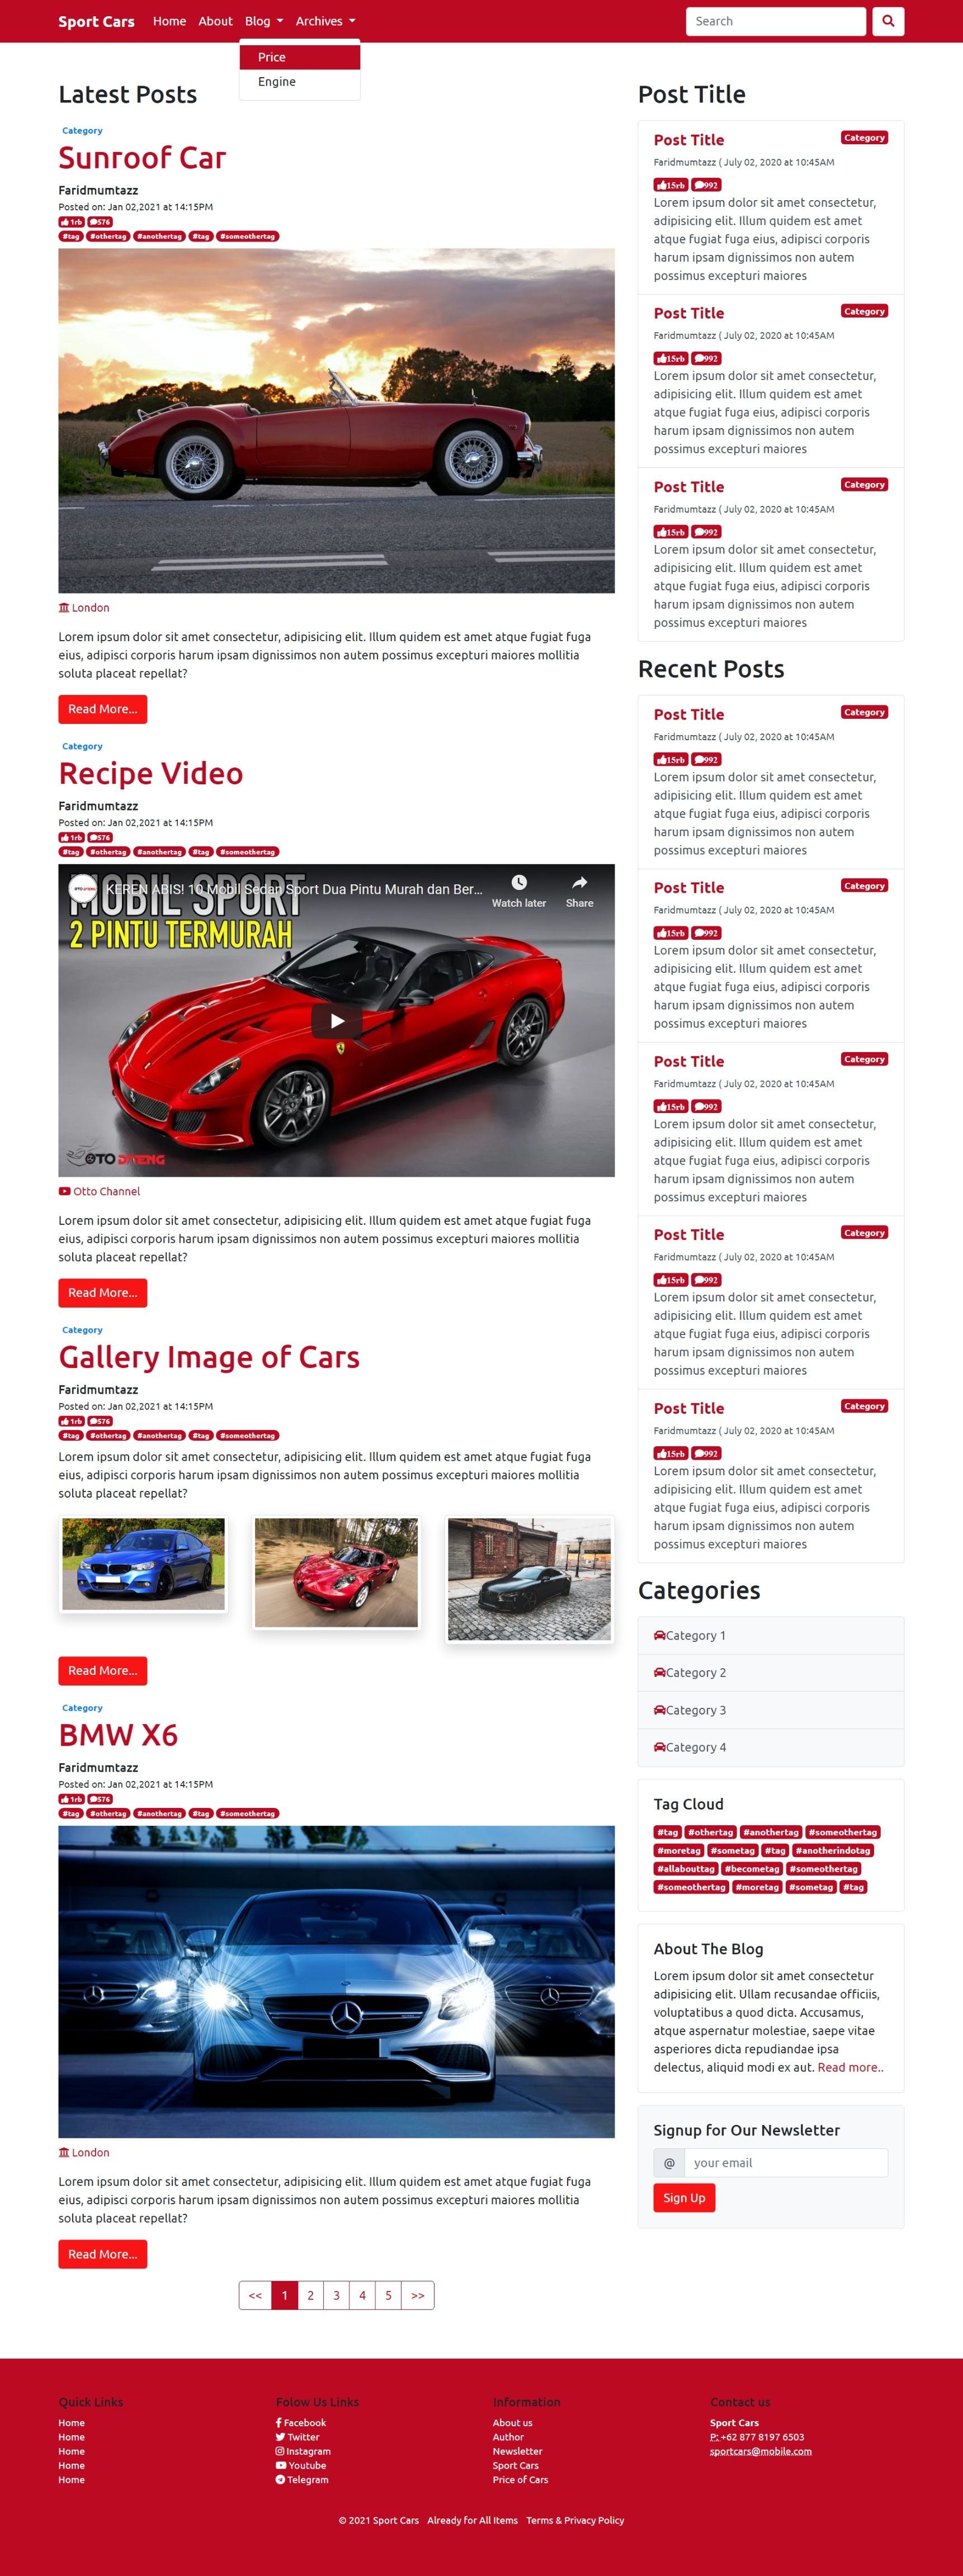 Sport Cars Home About Blog Archives Search
Price
Engine
Latest Posts
Category
Sunroof Car
Faridmumtazz
Posted on: Jan 02,2021 at 14:15PM
1rb 576
#tag #othertag #anothertag #tag #someothertag
London
Lorem ipsum dolor sit amet consectetur, adipisicing elit. Illum quidem est amet atque fugiat fuga
eius, adipisci corporis harum ipsam dignissimos non autem possimus excepturi maiores mollitia
soluta placeat repellat?
Read More...
Category
Recipe Video
Faridmumtazz
Posted on: Jan 02,2021 at 14:15PM
1rb 576
#tag #othertag #anothertag #tag #someothertag
KEREN ABIS! 10 Mobil Sedan Sport Dua Pintu Murah dan Ber...
Watch later Share
MOBIL SPORT
2 PINTU TERMURAH
OTO DITENG
Otto Channel
Lorem ipsum dolor sit amet consectetur, adipisicing elit. Illum quidem est amet atque fugiat fuga
eius, adipisci corporis harum ipsam dignissimos non autem possimus excepturi maiores mollitia
soluta placeat repellat?
Read More...
Category
Gallery Image of Cars
Faridmumtazz
Posted on: Jan 02,2021 at 14:15PM
1rb 576
#tag #othertag #anothertag #tag #someothertag
Lorem ipsum dolor sit amet consectetur, adipisicing elit. Illum quidem est amet atque fugiat fuga
eius, adipisci corporis harum ipsam dignissimos non autem possimus excepturi maiores mollitia
soluta placeat repellat?
Read More...
Category
BMW X6
Faridmumtazz
Posted on: Jan 02,2021 at 14:15PM
1rb 576
#tag #othertag #anothertag #tag #someothertag
London
Lorem ipsum dolor sit amet consectetur, adipisicing elit. Illum quidem est amet atque fugiat fuga
eius, adipisci corporis harum ipsam dignissimos non autem possimus excepturi maiores mollitia
soluta placeat repellat?
Read More...
<< 1 2 3 4 5 >>
Post Title
Post Title Category
Faridmumtazz ( July 02, 2020 at 10:45AM
15rb 992
Lorem ipsum dolor sit amet consectetur,
adipisicing elit. Illum quidem est amet
atque fugiat fuga eius, adipisci corporis
harum ipsam dignissimos non autem
possimus excepturi maiores
Post Title Category
Faridmumtazz ( July 02, 2020 at 10:45AM
15rb 992
Lorem ipsum dolor sit amet consectetur,
adipisicing elit. Illum quidem est amet
atque fugiat fuga eius, adipisci corporis
harum ipsam dignissimos non autem
possimus excepturi maiores
Post Title Category
Faridmumtazz ( July 02, 2020 at 10:45AM
15rb 992
Lorem ipsum dolor sit amet consectetur,
adipisicing elit. Illum quidem est amet
atque fugiat fuga eius, adipisci corporis
harum ipsam dignissimos non autem
possimus excepturi maiores
Recent Posts
Post Title Category
Faridmumtazz ( July 02, 2020 at 10:45AM
15rb 992
Lorem ipsum dolor sit amet consectetur,
adipisicing elit. Illum quidem est amet
atque fugiat fuga eius, adipisci corporis
harum ipsam dignissimos non autem
possimus excepturi maiores
Post Title Category
Faridmumtazz ( July 02, 2020 at 10:45AM
15rb 992
Lorem ipsum dolor sit amet consectetur,
adipisicing elit. Illum quidem est amet
atque fugiat fuga eius, adipisci corporis
harum ipsam dignissimos non autem
possimus excepturi maiores
Post Title Category
Faridmumtazz ( July 02, 2020 at 10:45AM
15rb 992
Lorem ipsum dolor sit amet consectetur,
adipisicing elit. Illum quidem est amet
atque fugiat fuga eius, adipisci corporis
harum ipsam dignissimos non autem
possimus excepturi maiores
Post Title Category
Faridmumtazz ( July 02, 2020 at 10:45AM
15rb 992
Lorem ipsum dolor sit amet consectetur,
adipisicing elit. Illum quidem est amet
atque fugiat fuga eius, adipisci corporis
harum ipsam dignissimos non autem
possimus excepturi maiores
Post Title Category
Faridmumtazz ( July 02, 2020 at 10:45AM
15rb 992
Lorem ipsum dolor sit amet consectetur,
adipisicing elit. Illum quidem est amet
atque fugiat fuga eius, adipisci corporis
harum ipsam dignissimos non autem
possimus excepturi maiores
Categories
Category 1
Category 2
Category 3
Category 4
Tag Cloud
#tag #othertag #anothertag #someothertag
#moretag #sometag #tag #anotherindotag
#allabouttag #becometag #someothertag
#someothertag #moretag #sometag #tag
About The Blog
Lorem ipsum dolor sit amet consectetur
adipisicing elit. Ullam recusandae officiis,
voluptatibus a quod dicta. Accusamus,
atque aspernatur molestiae, saepe vitae
asperiores dicta repudiandae ipsa
delectus, aliquid modi ex aut. Read more..
Signup for Our Newsletter
@ your email
Sign Up
Quick Links
Home
Home
Home
Home
Home
Folow Us Links
Facebook
Twitter
Instagram
Youtube
Telegram
Information
About us
Author
Newsletter
Sport Cars
Price of Cars
Contact us
Sport Cars
P: +62 877 8197 6503
sportcars@mobile.com
© 2021 Sport Cars Already for All Items Terms & Privacy Policy